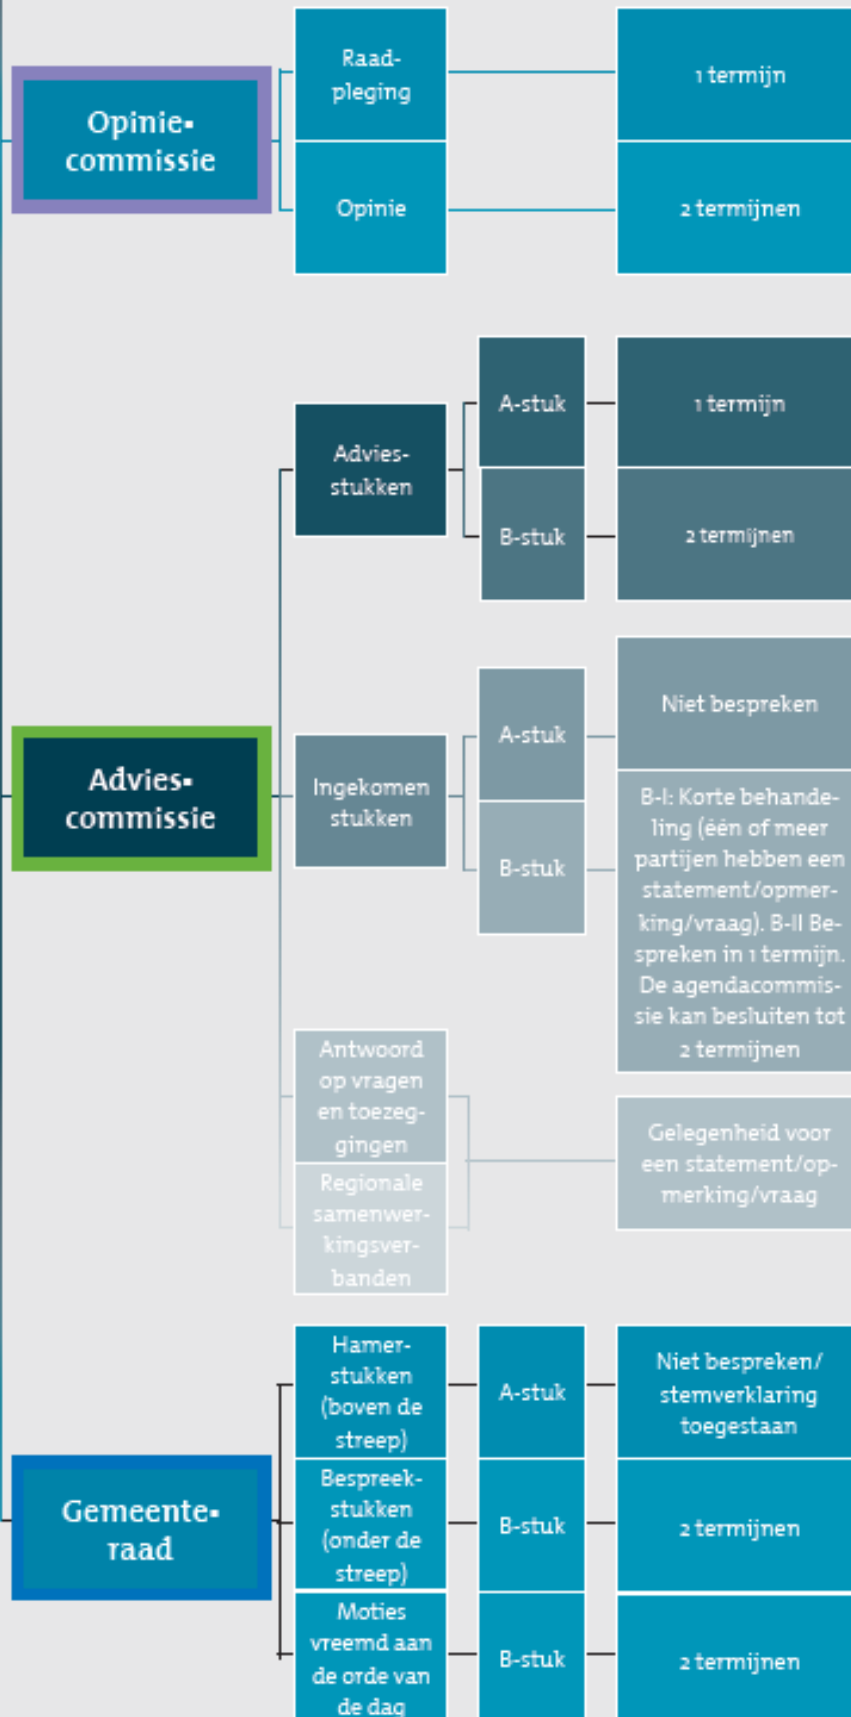 Opinie-
commissie
Raad-
pleging
1 termijn
Opinie
2 termijnen
Advies-
commissie
Advies-
stukken
A-stuk
1 termijn
B-stuk
2 termijnen
Ingekomen
stukken
A-stuk
Niet bespreken
B-stuk
B-I: Korte behande-
ling (één of meer
partijen hebben een
statement/opmer-
king/vraag). B-II Be-
spreken in 1 termijn.
De agendacommis-
sie kan besluiten tot
2 termijnen
Antwoord
op vragen
en toezeg-
gingen
Regionale
samenwer-
kingsver-
banden
Gelegenheid voor
een statement/op-
merking/vraag
Gemeente-
raad
Hamer-
stukken
(boven de
streep)
A-stuk
Niet bespreken/
stemverklaring
toegestaan
Bespreek-
stukken
(onder de
streep)
B-stuk
2 termijnen
Moties
vreemd aan
de orde van
de dag
B-stuk
2 termijnen